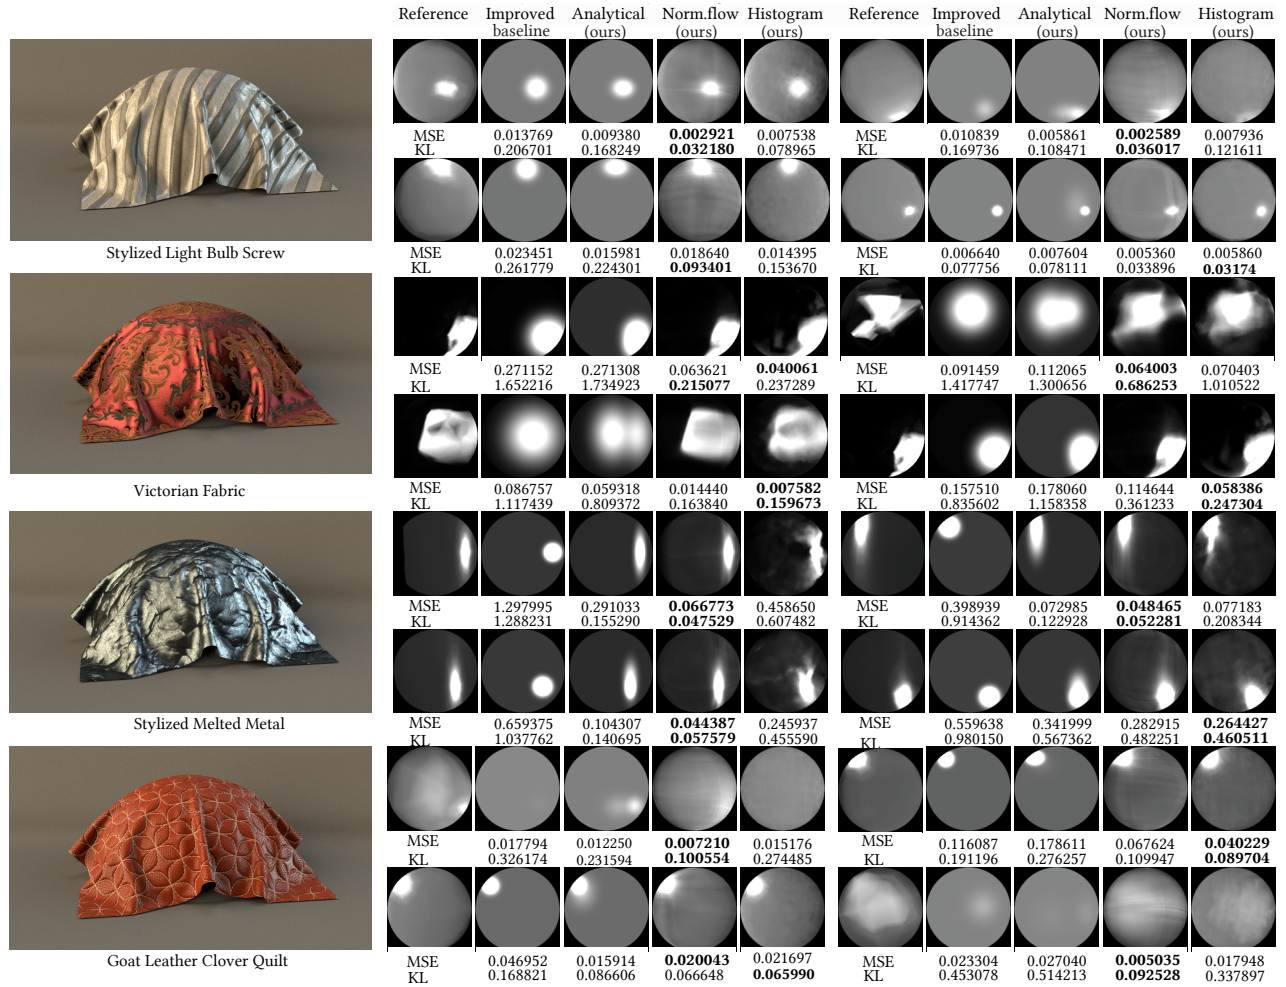 Reference Improved baseline Analytical (ours) Norm.flow (ours) Histogram (ours) Reference Improved baseline Analytical (ours) Norm.flow (ours) Histogram (ours)
MSE 0.013769 0.009380 0.002921 0.007538 MSE 0.010839 0.005861 0.002589 0.007936
KL 0.206701 0.168249 0.032180 0.078965 KL 0.169736 0.108471 0.036017 0.121611
Stylized Light Bulb Screw
MSE 0.023451 0.015981 0.018640 0.014395 MSE 0.006640 0.007604 0.005360 0.005860
KL 0.261779 0.224301 0.093401 0.153670 KL 0.077756 0.078111 0.033896 0.03174
MSE 0.271152 0.271308 0.063621 0.040061 MSE 0.091459 0.112065 0.064003 0.070403
KL 1.652216 1.734923 0.215077 0.237289 KL 1.417747 1.300656 0.686253 1.010522
Victorian Fabric
MSE 0.086757 0.059318 0.014440 0.007582 MSE 0.157510 0.178060 0.114644 0.058386
KL 1.117439 0.809372 0.163840 0.159673 KL 0.835602 1.158358 0.361233 0.247304
MSE 1.297995 0.291033 0.066773 0.458650 MSE 0.398939 0.072985 0.048465 0.077183
KL 1.288231 0.155290 0.047529 0.607482 KL 0.914362 0.122928 0.052281 0.208344
Stylized Melted Metal
MSE 0.659375 0.104307 0.044387 0.245937 MSE 0.559638 0.341999 0.282915 0.264427
KL 1.037762 0.140695 0.057579 0.455590 KL 0.980150 0.567362 0.482251 0.460511
MSE 0.017794 0.012250 0.007210 0.015176 MSE 0.116087 0.178611 0.067624 0.040229
KL 0.326174 0.231594 0.100554 0.274485 KL 0.191196 0.276257 0.109947 0.089704
Goat Leather Clover Quilt
MSE 0.046952 0.015914 0.020043 0.021697 MSE 0.023304 0.027040 0.005035 0.017948
KL 0.168821 0.086606 0.066648 0.065990 KL 0.453078 0.514213 0.092528 0.337897